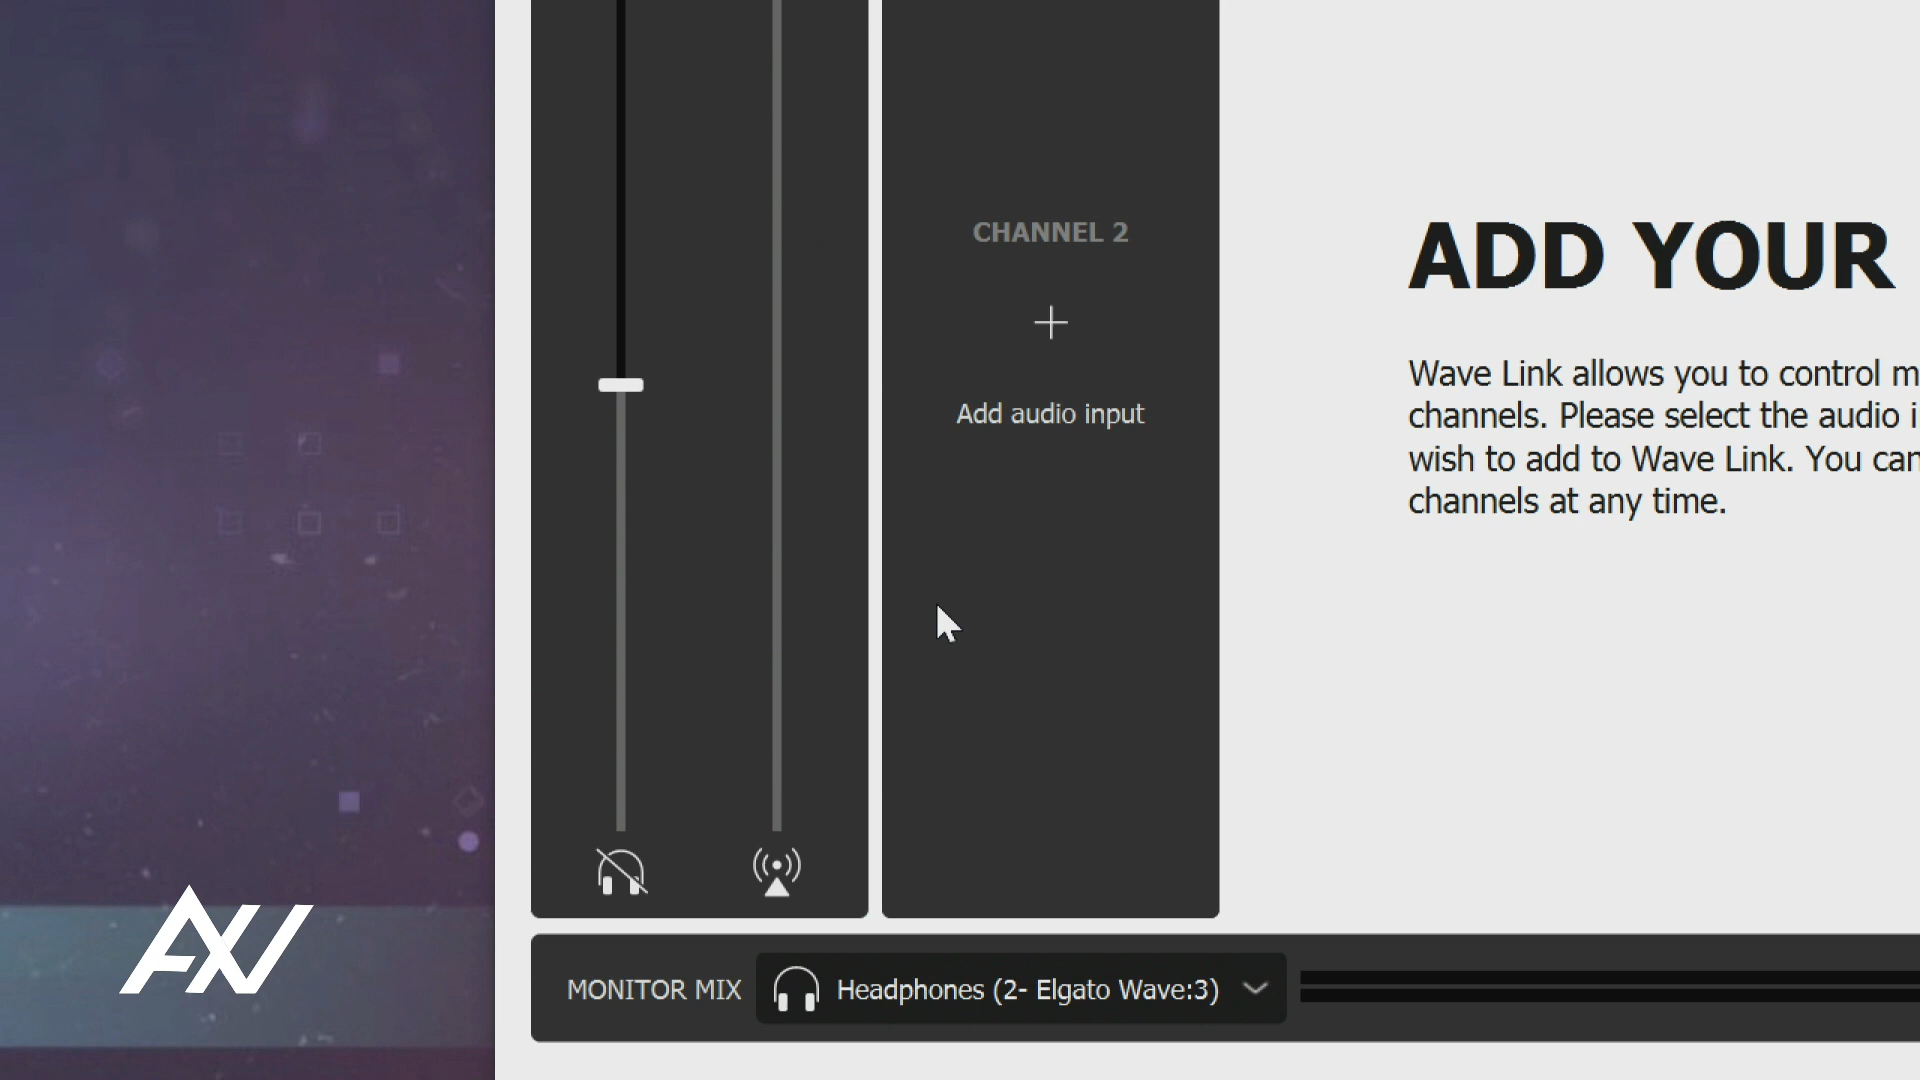 CHANNEL 2
Add audio input
ADD YOUR
Wave Link allows you to control m
channels. Please select the audio i
wish to add to Wave Link. You can
channels at any time.
MONITOR MIX
Headphones (2- Elgato Wave:3)